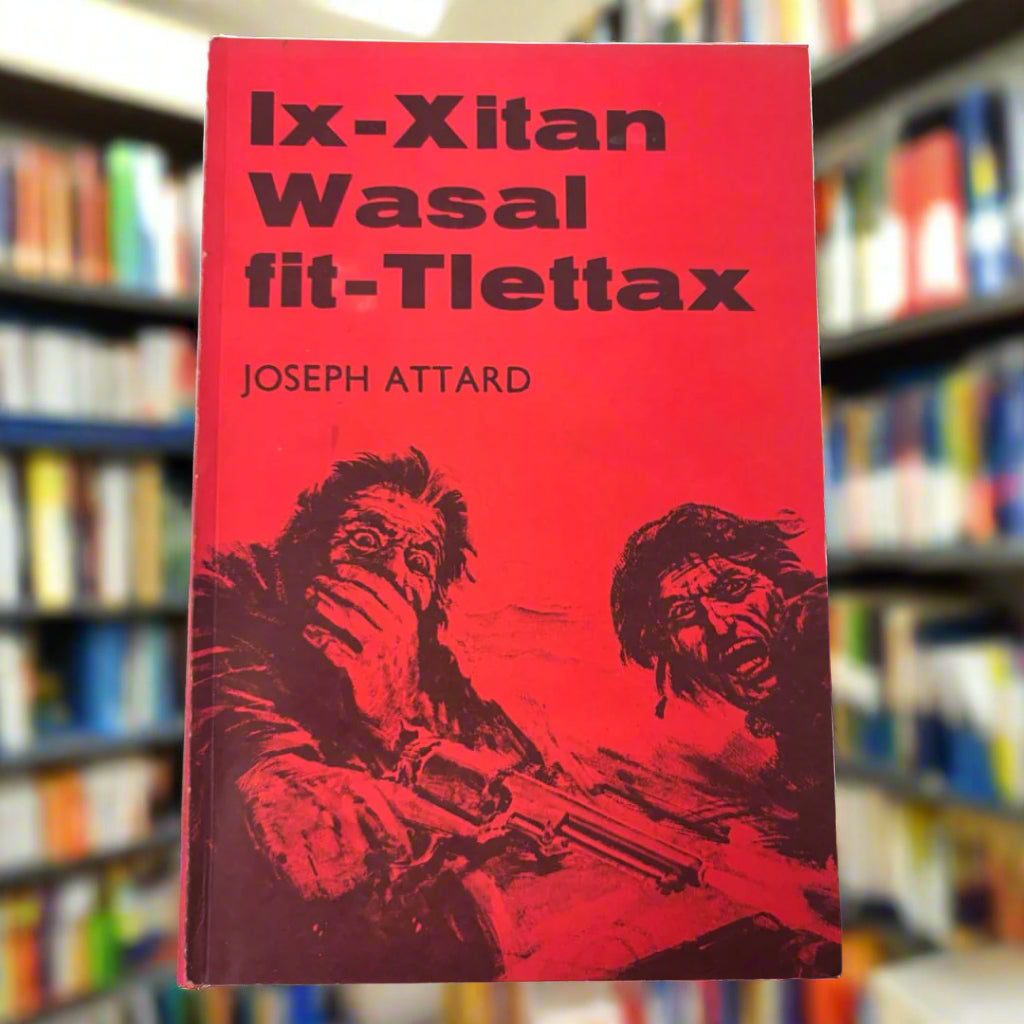 Ix-Xitan
Wasal
fit-Tlettax
JOSEPH ATTARD